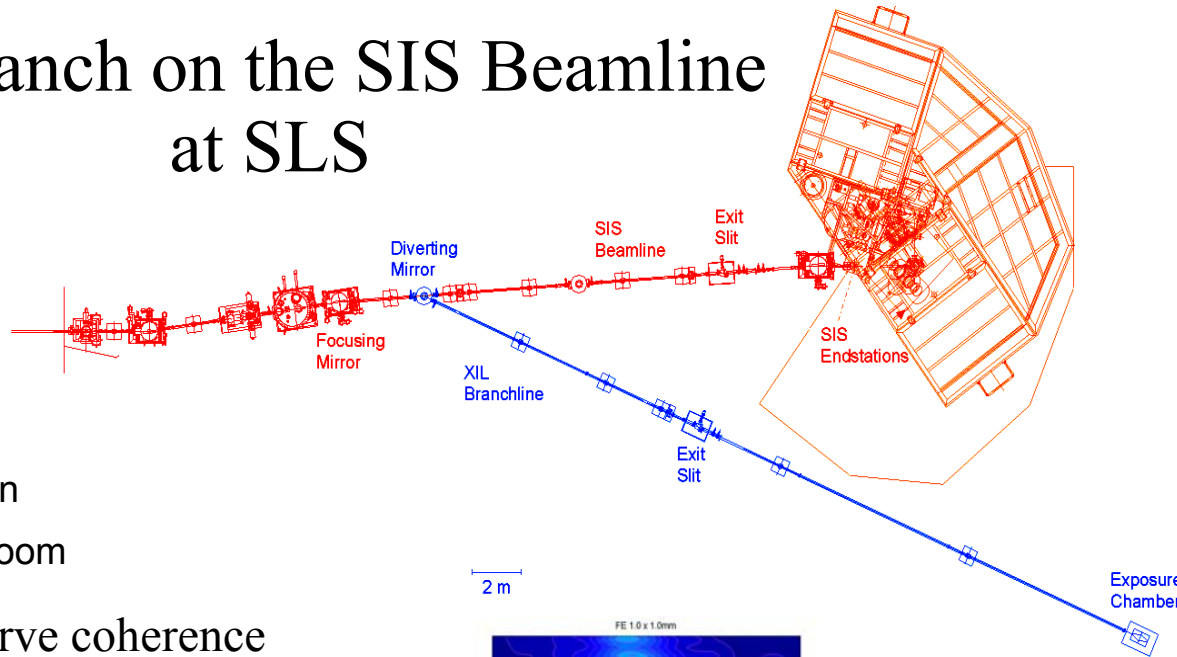 anch on the SIS Beamline
at SLS
Diverting
Mirror
SIS
Beamline
Exit
Slit
Focusing
Mirror
SIS
Endstations
XIL
Branchline
Exit
Slit
n
oom
2 m
Exposure
Chamber
rve coherence
FE 1.0 x 1.0mm